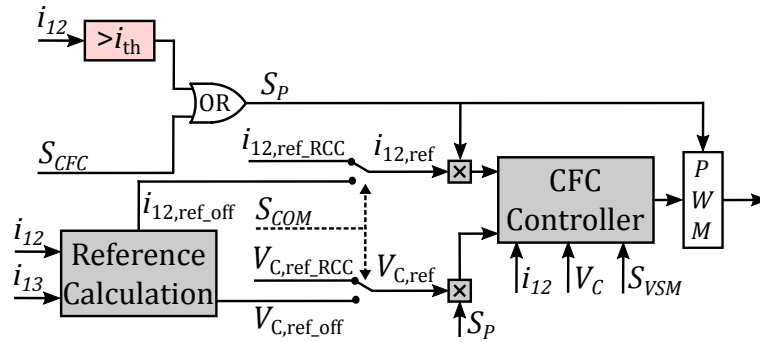 i12
>ith
OR
SP
SCFC
i12,ref_RCC
i12,ref
×
CFC
Controller
P
W
M
i12,ref_off
SCOM
i12
i13
Reference
Calculation
VC,ref_RCC
VC,ref
×
i12
VC
SVSM
VC,ref_off
SP